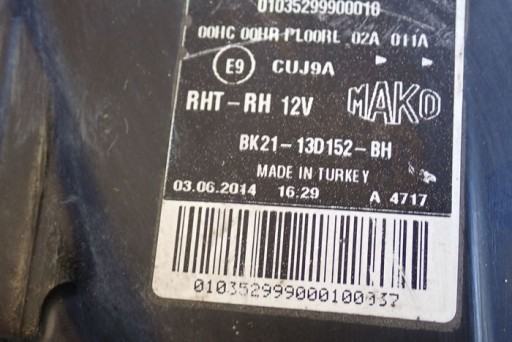 01035299900010
00HC 00HR PL00RL 02A 011A
E9 CUJ9A
RHT-RH 12V MAKO
BK21-13D152-BH
MADE IN TURKEY
03.06.2014 16:29 A 4717
010352999000100037